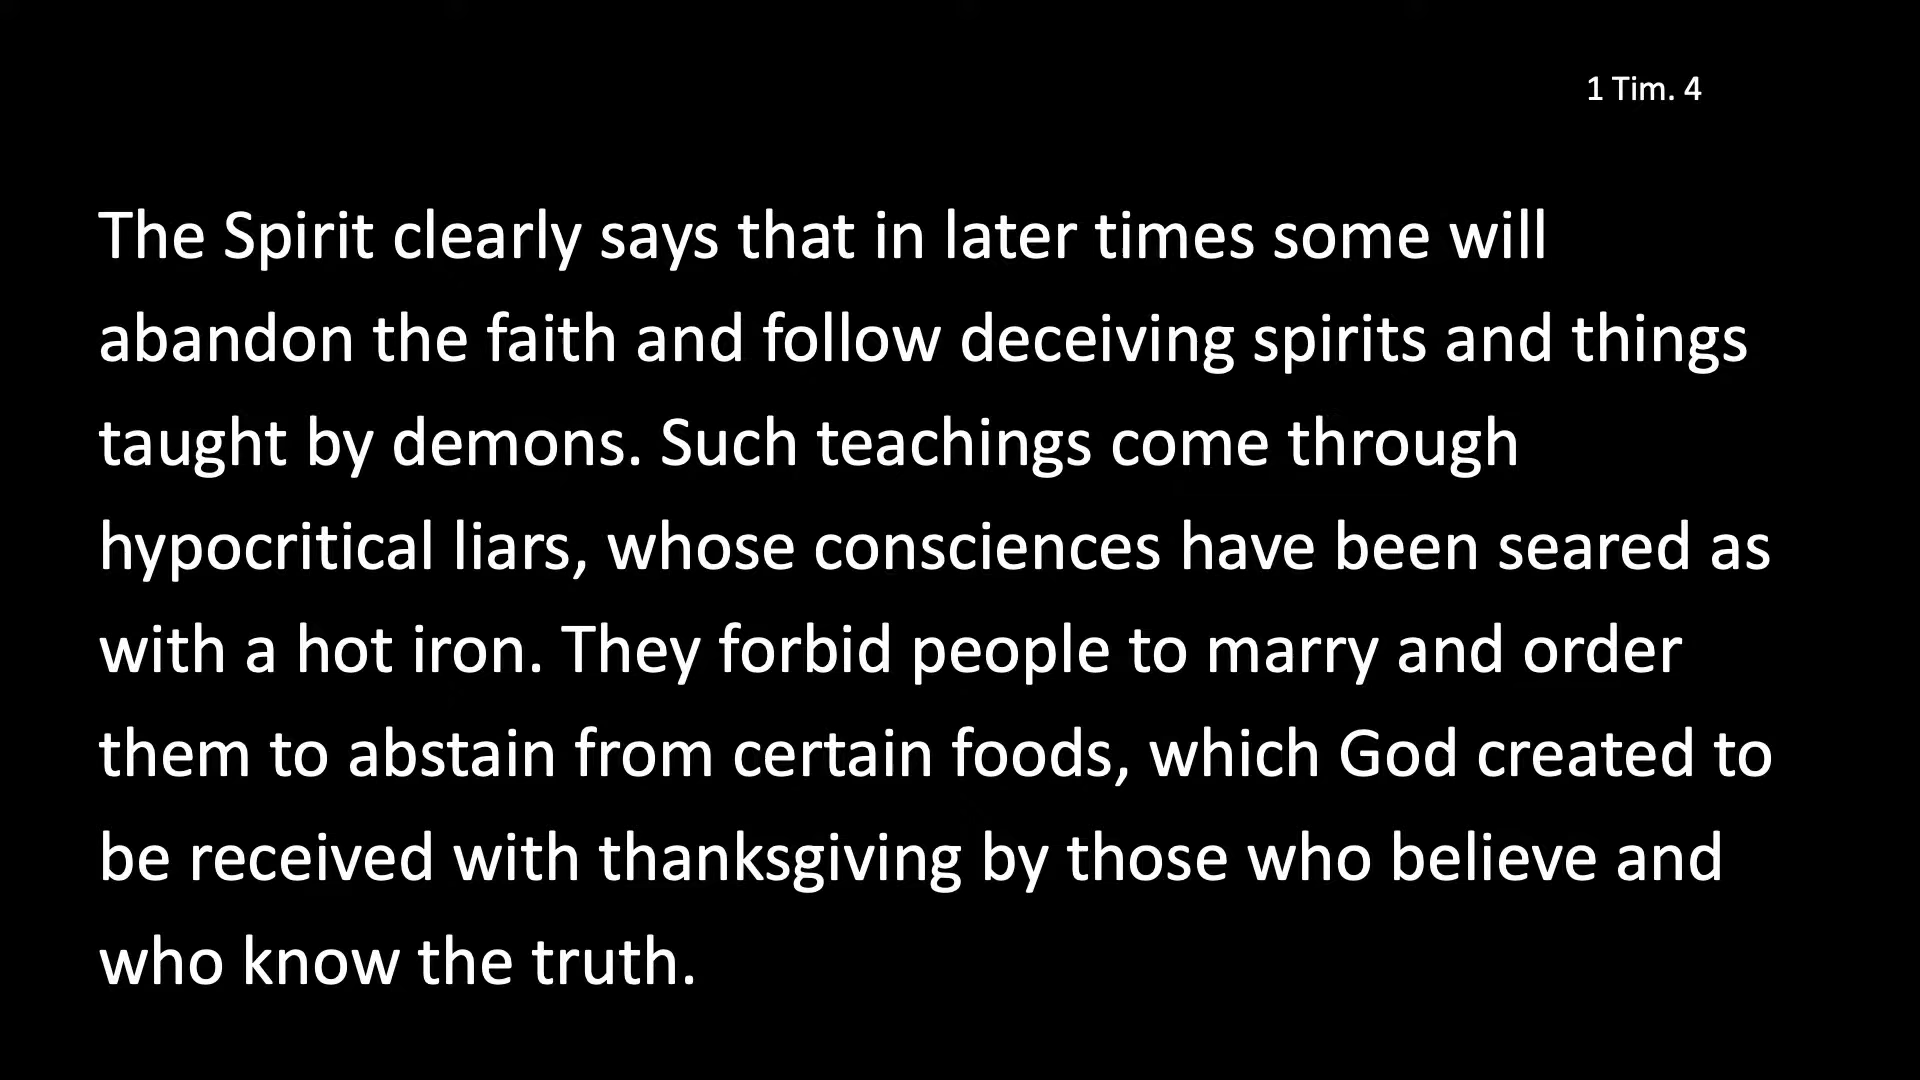 1 Tim. 4
The Spirit clearly says that in later times some will
abandon the faith and follow deceiving spirits and things
taught by demons. Such teachings come through
hypocritical liars, whose consciences have been seared as
with a hot iron. They forbid people to marry and order
them to abstain from certain foods, which God created to
be received with thanksgiving by those who believe and
who know the truth.